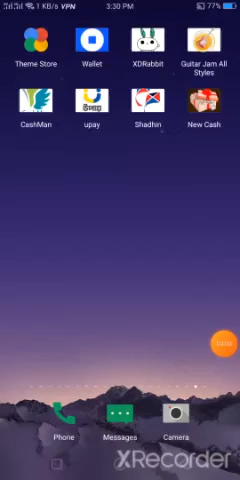 1 KB/s VPN 3:30 PM 77%
Theme Store Wallet XDRabbit Guitar Jam All Styles
CashMan upay Shadhin New Cash
Phone Messages Camera
XRecorder